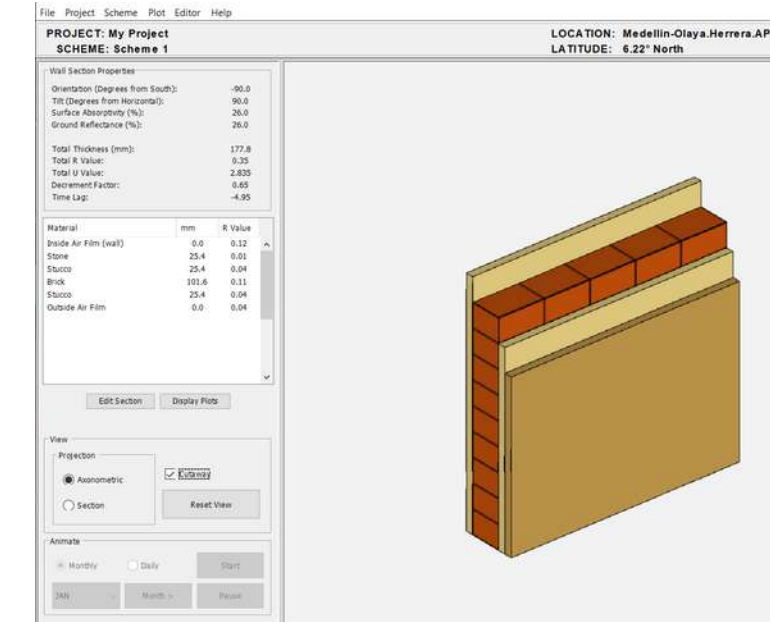 File Project Scheme Plot Editor Help
PROJECT: My Project
SCHEME: Scheme 1
LOCATION: Medellin-Olaya.Herrera.AP
LATITUDE: 6.22° North
Wall Section Properties
Orientation (Degrees from South): -90.0
Tilt (Degrees from Horizontal): 90.0
Surface Absorptivity (%): 26.0
Ground Reflectance (%): 26.0
Total Thickness (mm): 177.8
Total R Value: 0.35
Total U Value: 2.835
Decrement Factor: 0.65
Time Lag: -4.95
Material mm R Value
Inside Air Film (wall) 0.0 0.12
Stone 25.4 0.01
Stucco 25.4 0.04
Brick 101.6 0.11
Stucco 25.4 0.04
Outside Air Film 0.0 0.04
Edit Section Display Plots
View
Projection
Axonometric
Section
Cutaway
Reset View
Animate
Monthly Daily Start
JAN Month > Pause